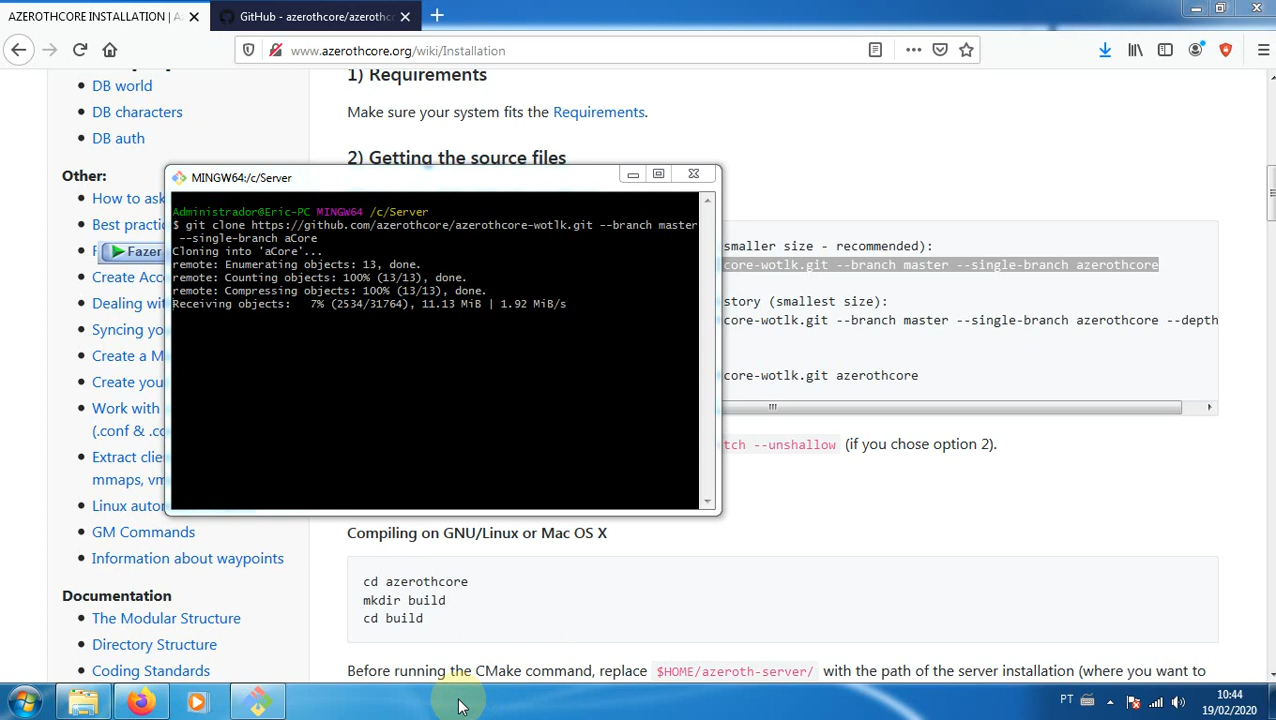 AZEROTHCORE INSTALLATION | A
GitHub - azerothcore/azerothc
www.azerothcore.org/wiki/Installation
DB world
DB characters
DB auth
Other:
How to ask
Best practic
Fazer
Create Acc
Dealing wit
Syncing yo
Create a M
Create you
Work with
(.conf & .co
Extract clie
mmaps, vm
Linux autor
GM Commands
Information about waypoints
Documentation
The Modular Structure
Directory Structure
Coding Standards
1) Requirements
Make sure your system fits the Requirements.
2) Getting the source files
smaller size - recommended):
core-wotlk.git --branch master --single-branch azerothcore
story (smallest size):
core-wotlk.git --branch master --single-branch azerothcore --depth
core-wotlk.git azerothcore
tch --unshallow (if you chose option 2).
Compiling on GNU/Linux or Mac OS X
cd azerothcore
mkdir build
cd build
Before running the CMake command, replace $HOME/azeroth-server/ with the path of the server installation (where you want to
MINGW64:/c/Server
Administrador@Eric-PC MINGW64 /c/Server
$ git clone https://github.com/azerothcore/azerothcore-wotlk.git --branch master
--single-branch aCore
Cloning into 'aCore'...
remote: Enumerating objects: 13, done.
remote: Counting objects: 100% (13/13), done.
remote: Compressing objects: 100% (13/13), done.
Receiving objects: 7% (2534/31764), 11.13 MiB | 1.92 MiB/s
PT
10:44
19/02/2020